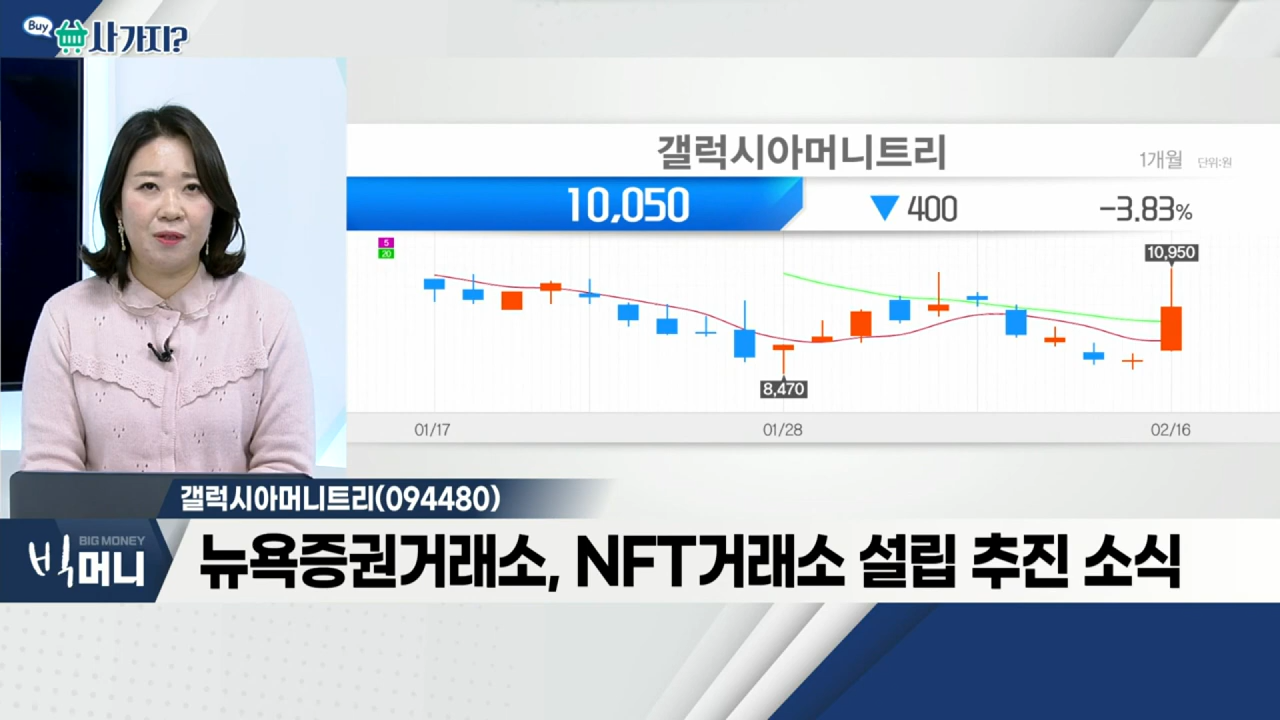 Buy
사 가지?
갤럭시아머니트리
1개월 단위:원
10,050 ▼ 400 -3.83%
5
20
10,950
8,470
01/17 01/28 02/16
갤럭시아머니트리(094480)
BIG MONEY
빅머니
뉴욕증권거래소, NFT거래소 설립 추진 소식